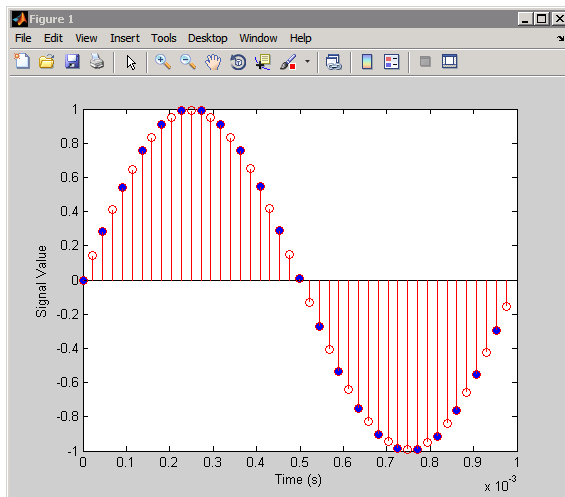 Figure 1
File Edit View Insert Tools Desktop Window Help
Signal Value
1
0.8
0.6
0.4
0.2
0
-0.2
-0.4
-0.6
-0.8
-1
0 0.1 0.2 0.3 0.4 0.5 0.6 0.7 0.8 0.9 1
Time (s)
x 10^-3